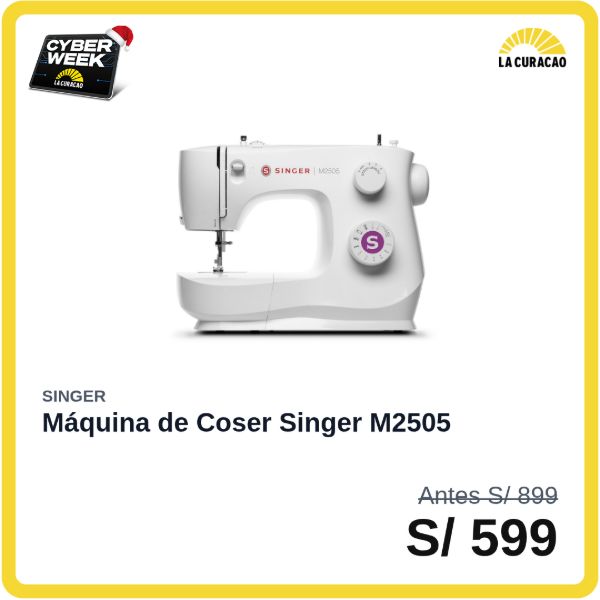 CYBER
WEEK
LA CURACAO
LA CURACAO
S SINGER | M2505
S
SINGER
Máquina de Coser Singer M2505
Antes S/ 899
S/ 599